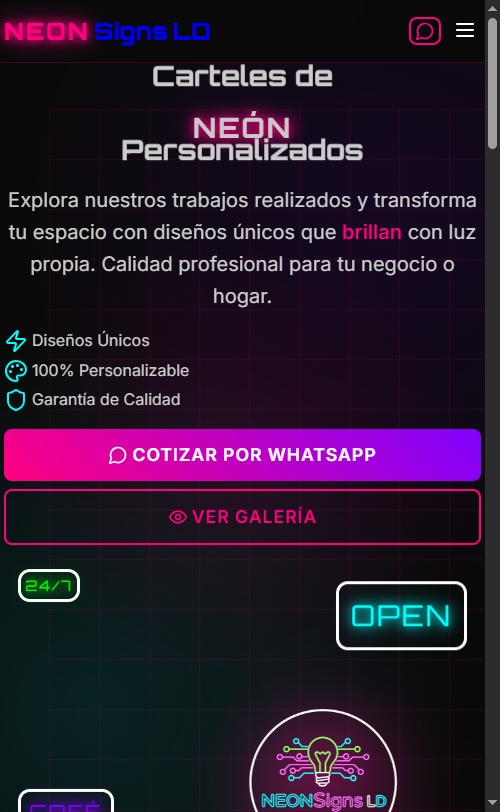 NEON Signs LD
Carteles de
NEÓN
Personalizados
Explora nuestros trabajos realizados y transforma
tu espacio con diseños únicos que brillan con luz
propia. Calidad profesional para tu negocio o
hogar.
Diseños Únicos
100% Personalizable
Garantía de Calidad
COTIZAR POR WHATSAPP
VER GALERÍA
24/7
OPEN
NEONSigns LD
CAFÉ